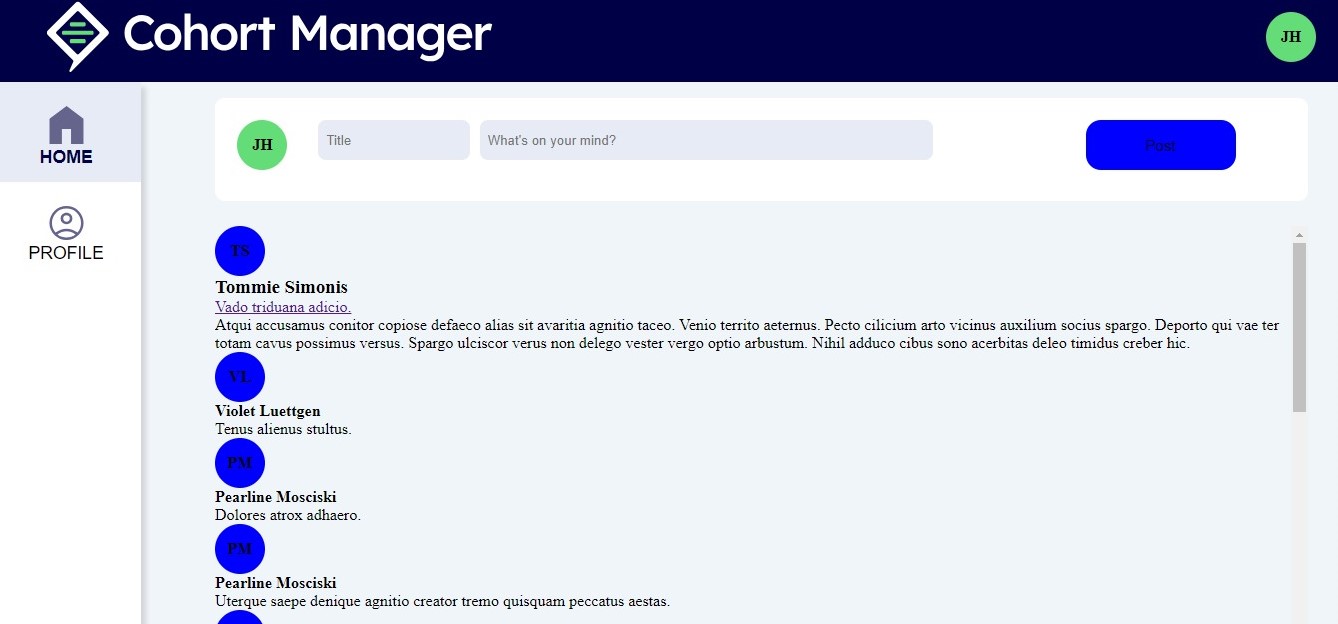 Cohort Manager
JH
HOME
PROFILE
JH
Title
What's on your mind?
Post
TS
Tommie Simonis
Vado triduana adicio.
Atqui accusamus conitor copiose defaeco alias sit avaritia agnitio taceo. Venio territo aeternus. Pecto cilicium arto vicinus auxilium socius spargo. Deporto qui vae ter
totam cavus possimus versus. Spargo ulciscor verus non delego vester vergo optio arbustum. Nihil adduco cibus sono acerbitas deleo timidus creber hic.
VL
Violet Luettgen
Tenus alienus stultus.
PM
Pearline Mosciski
Dolores atrox adhaero.
PM
Pearline Mosciski
Uterque saepe denique agnitio creator tremo quisquam peccatus aestas.